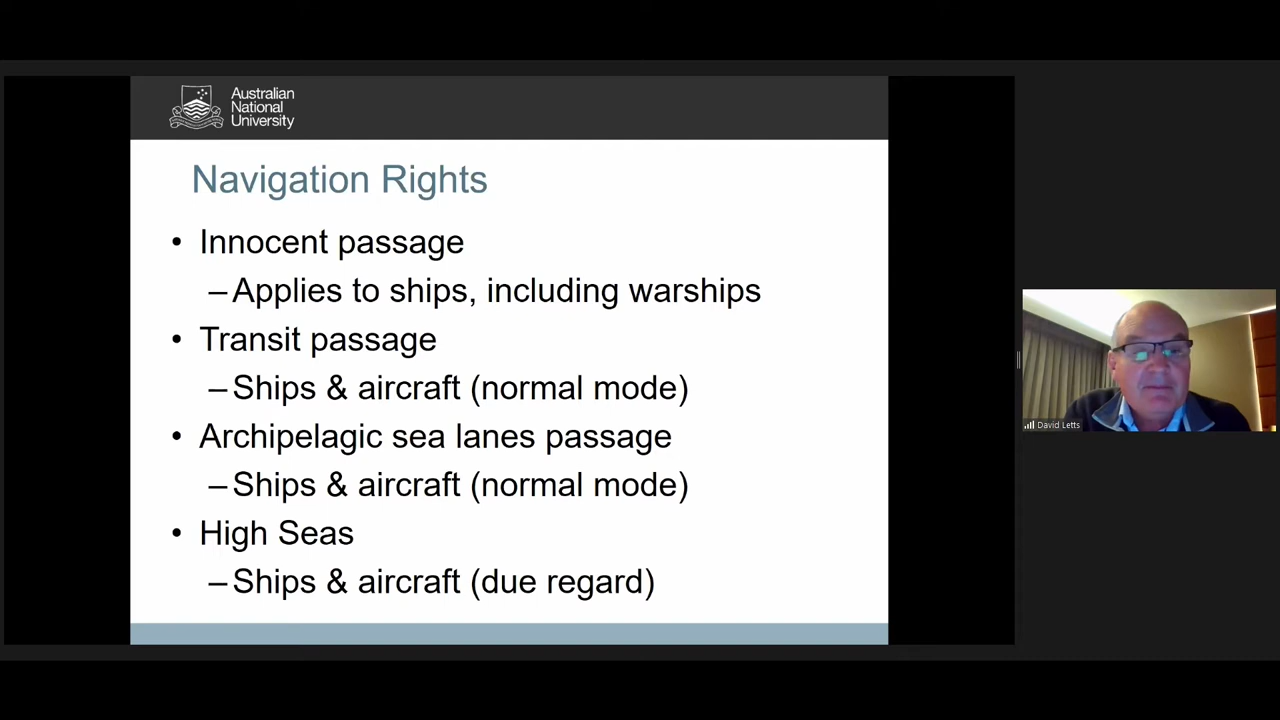 Australian
National
University
Navigation Rights
• Innocent passage
–Applies to ships, including warships
• Transit passage
–Ships & aircraft (normal mode)
• Archipelagic sea lanes passage
–Ships & aircraft (normal mode)
• High Seas
–Ships & aircraft (due regard)
David Letts